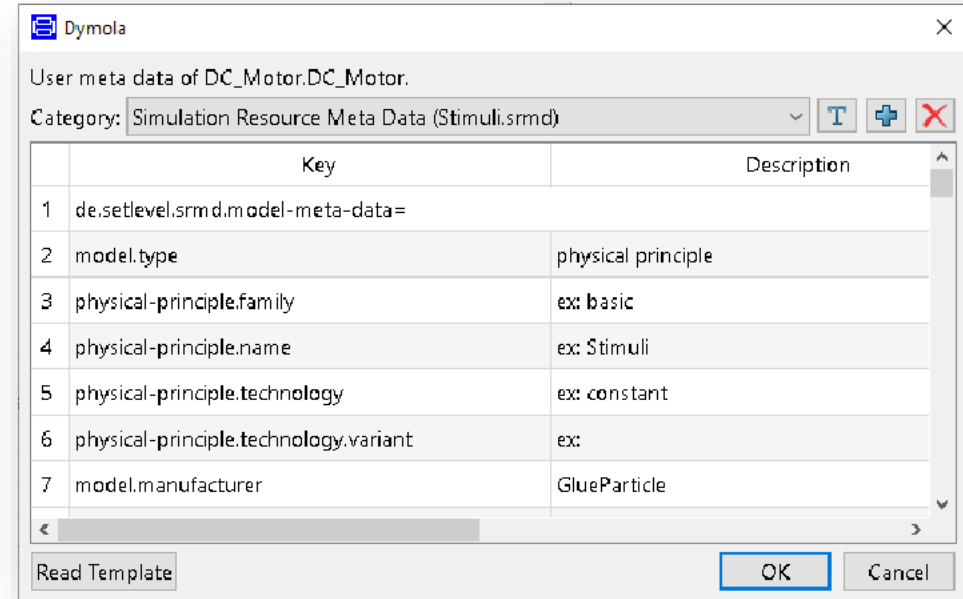 Dymola
User meta data of DC_Motor.DC_Motor.
Category: Simulation Resource Meta Data (Stimuli.srmd) T
Key Description
1 de.setlevel.srmd.model-meta-data=
2 model.type physical principle
3 physical-principle.family ex: basic
4 physical-principle.name ex: Stimuli
5 physical-principle.technology ex: constant
6 physical-principle.technology.variant ex:
7 model.manufacturer GlueParticle
Read Template OK Cancel